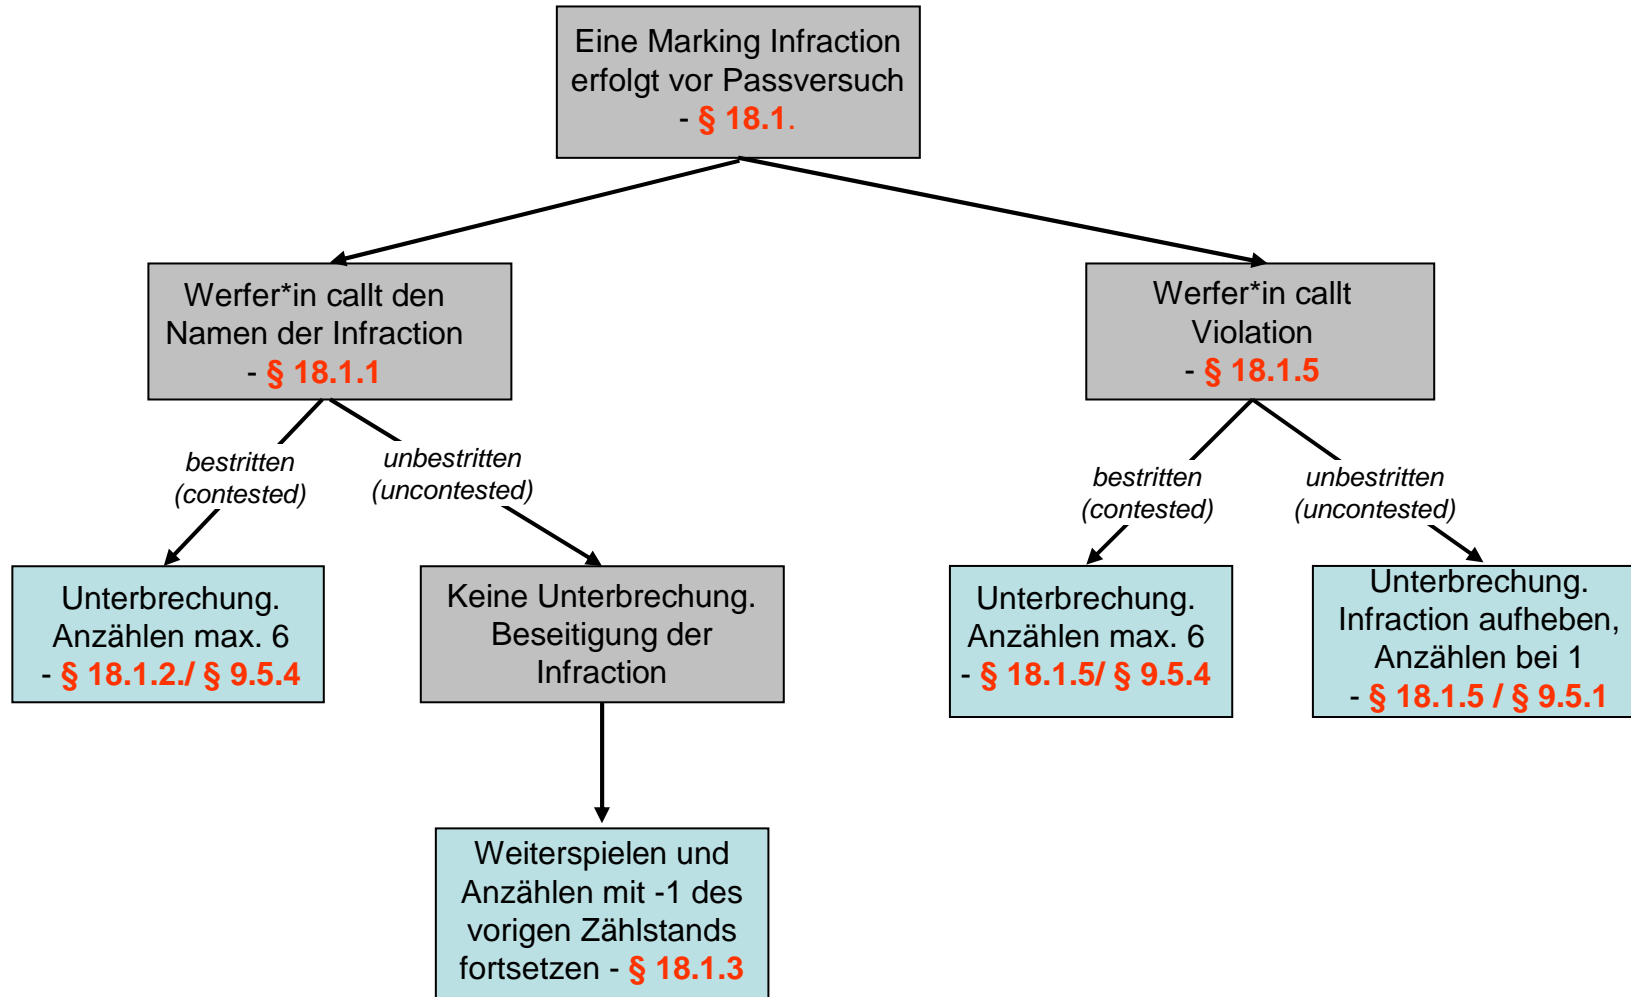 Eine Marking Infraction
erfolgt vor Passversuch
- § 18.1.
Werfer*in callt den
Namen der Infraction
- § 18.1.1
Werfer*in callt
Violation
- § 18.1.5
bestritten
(contested)
unbestritten
(uncontested)
bestritten
(contested)
unbestritten
(uncontested)
Unterbrechung.
Anzählen max. 6
- § 18.1.2./ § 9.5.4
Keine Unterbrechung.
Beseitigung der
Infraction
Unterbrechung.
Anzählen max. 6
- § 18.1.5/ § 9.5.4
Unterbrechung.
Infraction aufheben,
Anzählen bei 1
- § 18.1.5 / § 9.5.1
Weiterspielen und
Anzählen mit -1 des
vorigen Zählstands
fortsetzen - § 18.1.3